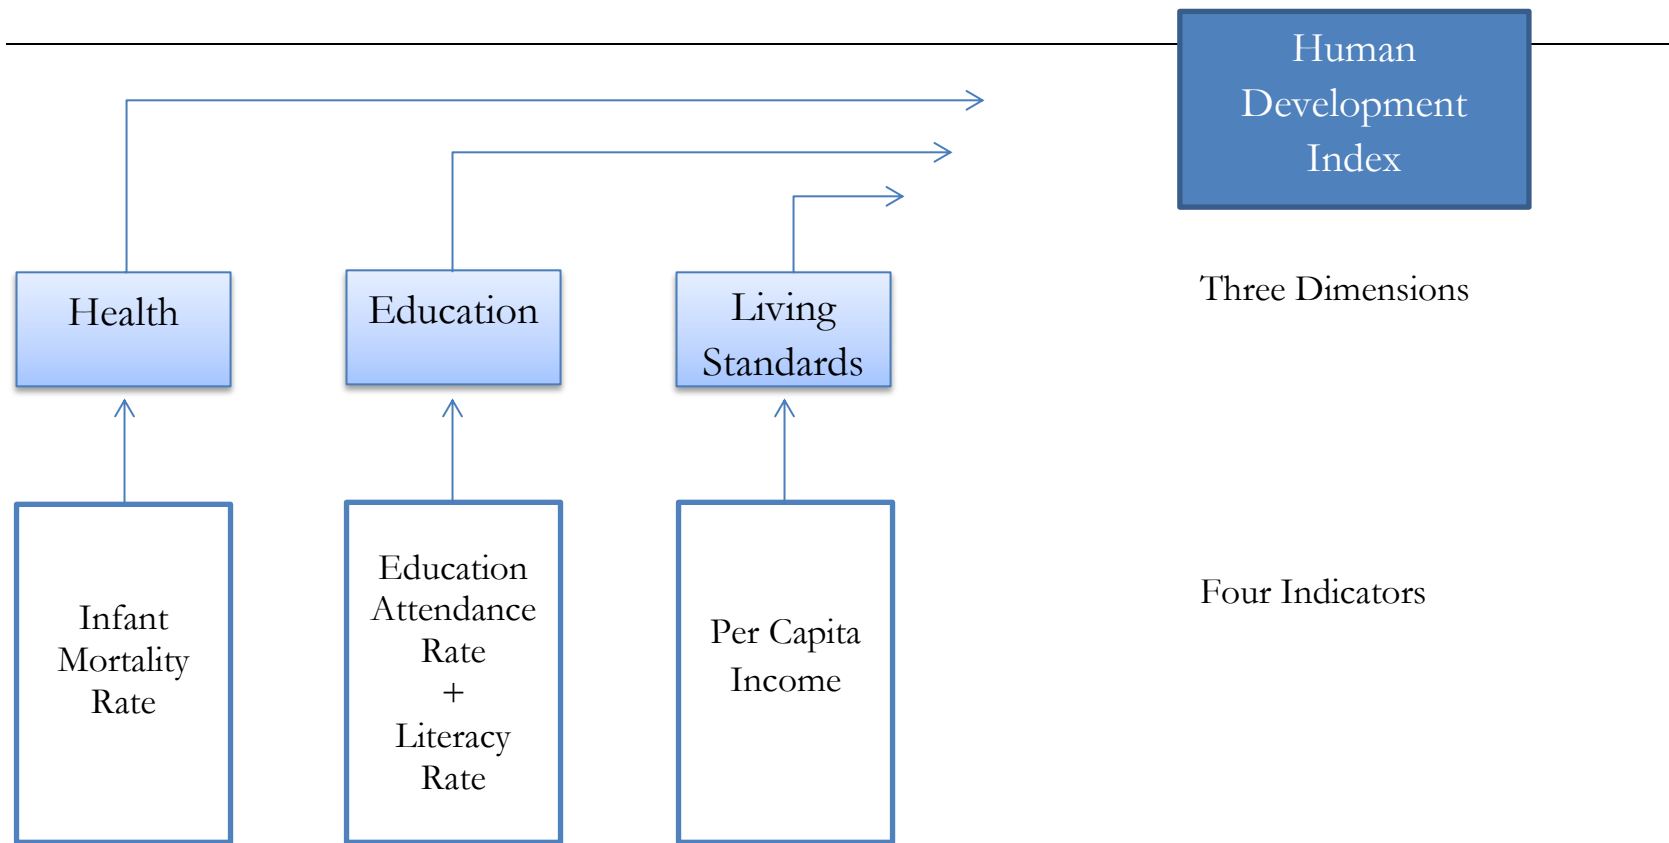 Human
Development
Index
Health
Education
Living
Standards
Three Dimensions
Infant
Mortality
Rate
Education
Attendance
Rate
+
Literacy
Rate
Per Capita
Income
Four Indicators